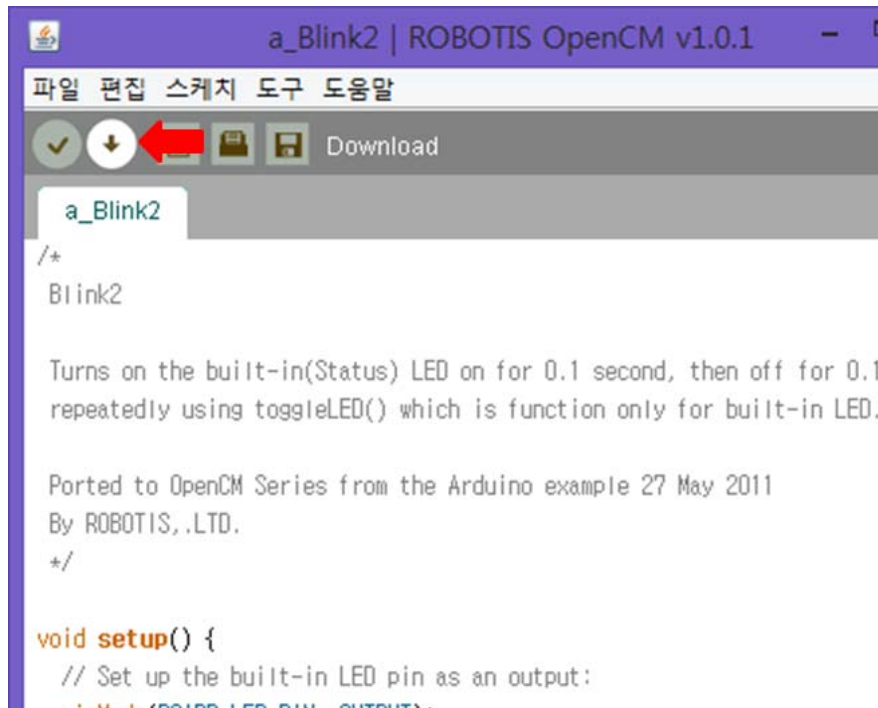 a_Blink2 | ROBOTIS OpenCM v1.0.1
파일 편집 스케치 도구 도움말
Download
a_Blink2
/*
Blink2
Turns on the built-in(Status) LED on for 0.1 second, then off for 0.1
repeatedly using toggleLED() which is function only for built-in LED.
Ported to OpenCM Series from the Arduino example 27 May 2011
By ROBOTIS,.LTD.
*/
void setup() {
// Set up the built-in LED pin as an output: